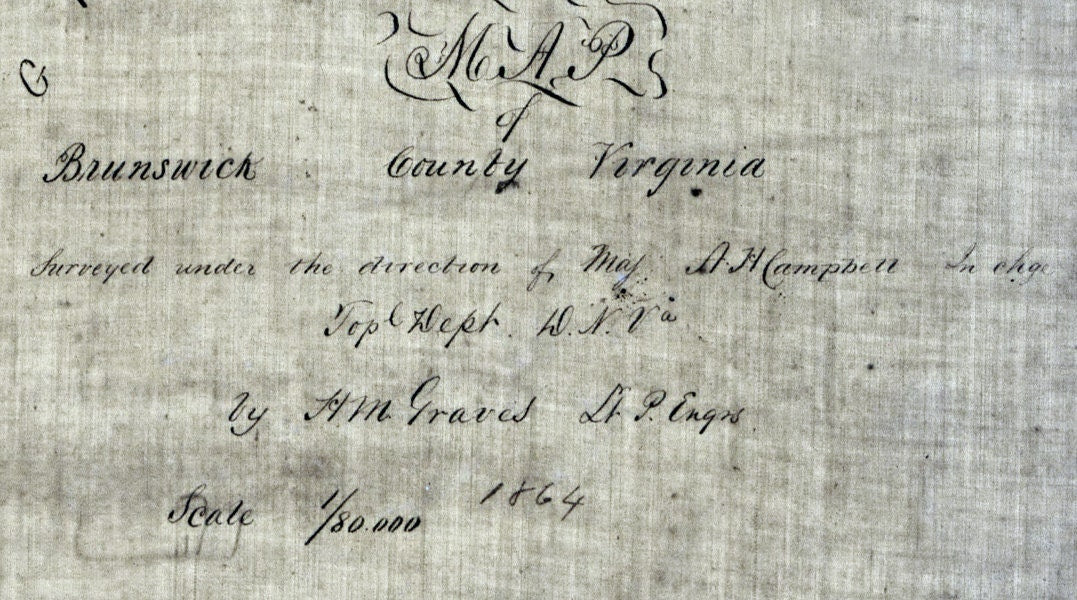 MAP
of
Brunswick County Virginia
Surveyed under the direction of Maj. A H Campbell In chge
Topl Dept. D. N. Va
by H M. Graves Lt P. Engrs.
Scale 1/80.000 1864